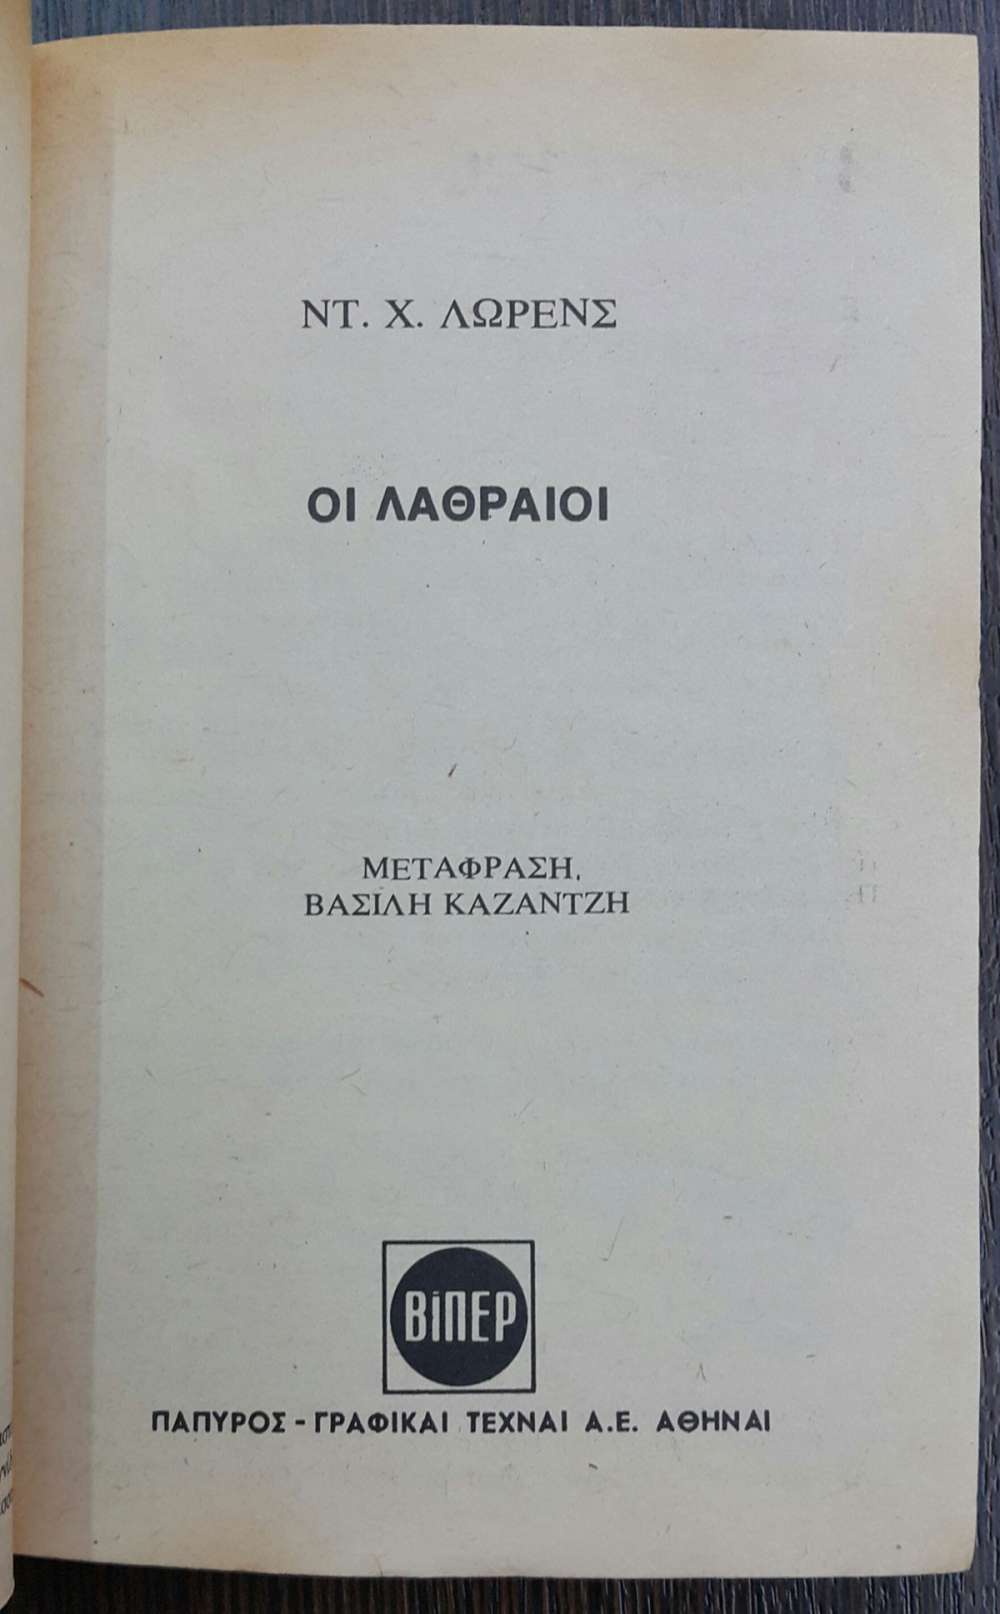 ΝΤ. Χ. ΛΩΡΕΝΣ
ΟΙ ΛΑΘΡΑΙΟΙ
ΜΕΤΑΦΡΑΣΗ,
ΒΑΣΙΛΗ ΚΑΖΑΝΤΖΗ
ΒΙΠΕΡ
ΠΑΠΥΡΟΣ - ΓΡΑΦΙΚΑΙ ΤΕΧΝΑΙ Α.Ε. ΑΘΗΝΑΙ